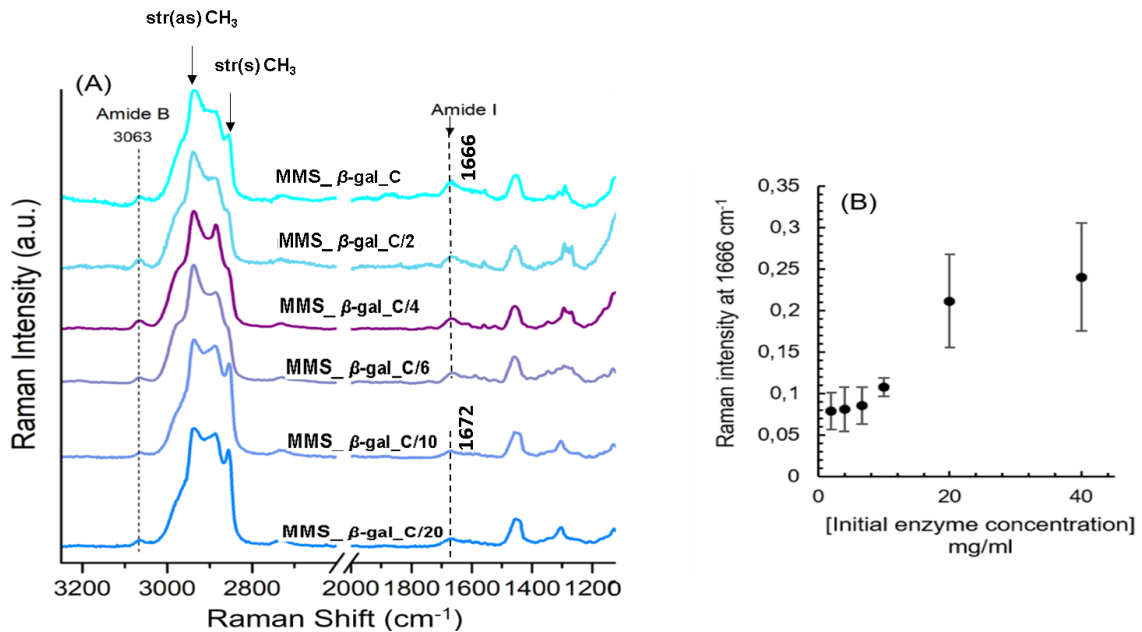 str(as) CH₃
str(s) CH₃
(A)
Amide B
3063
Amide I
1666
MMS_ β-gal_C
MMS_ β-gal_C/2
MMS_ β-gal_C/4
MMS_ β-gal_C/6
1672
MMS_ β-gal_C/10
MMS_ β-gal_C/20
Raman Intensity (a.u.)
3200 3000 2800 2600 2000 1800 1600 1400 1200
Raman Shift (cm⁻¹)
(B)
Raman intensity at 1666 cm⁻¹
0,35
0,3
0,25
0,2
0,15
0,1
0,05
0
0 20 40
[Initial enzyme concentration]
mg/ml